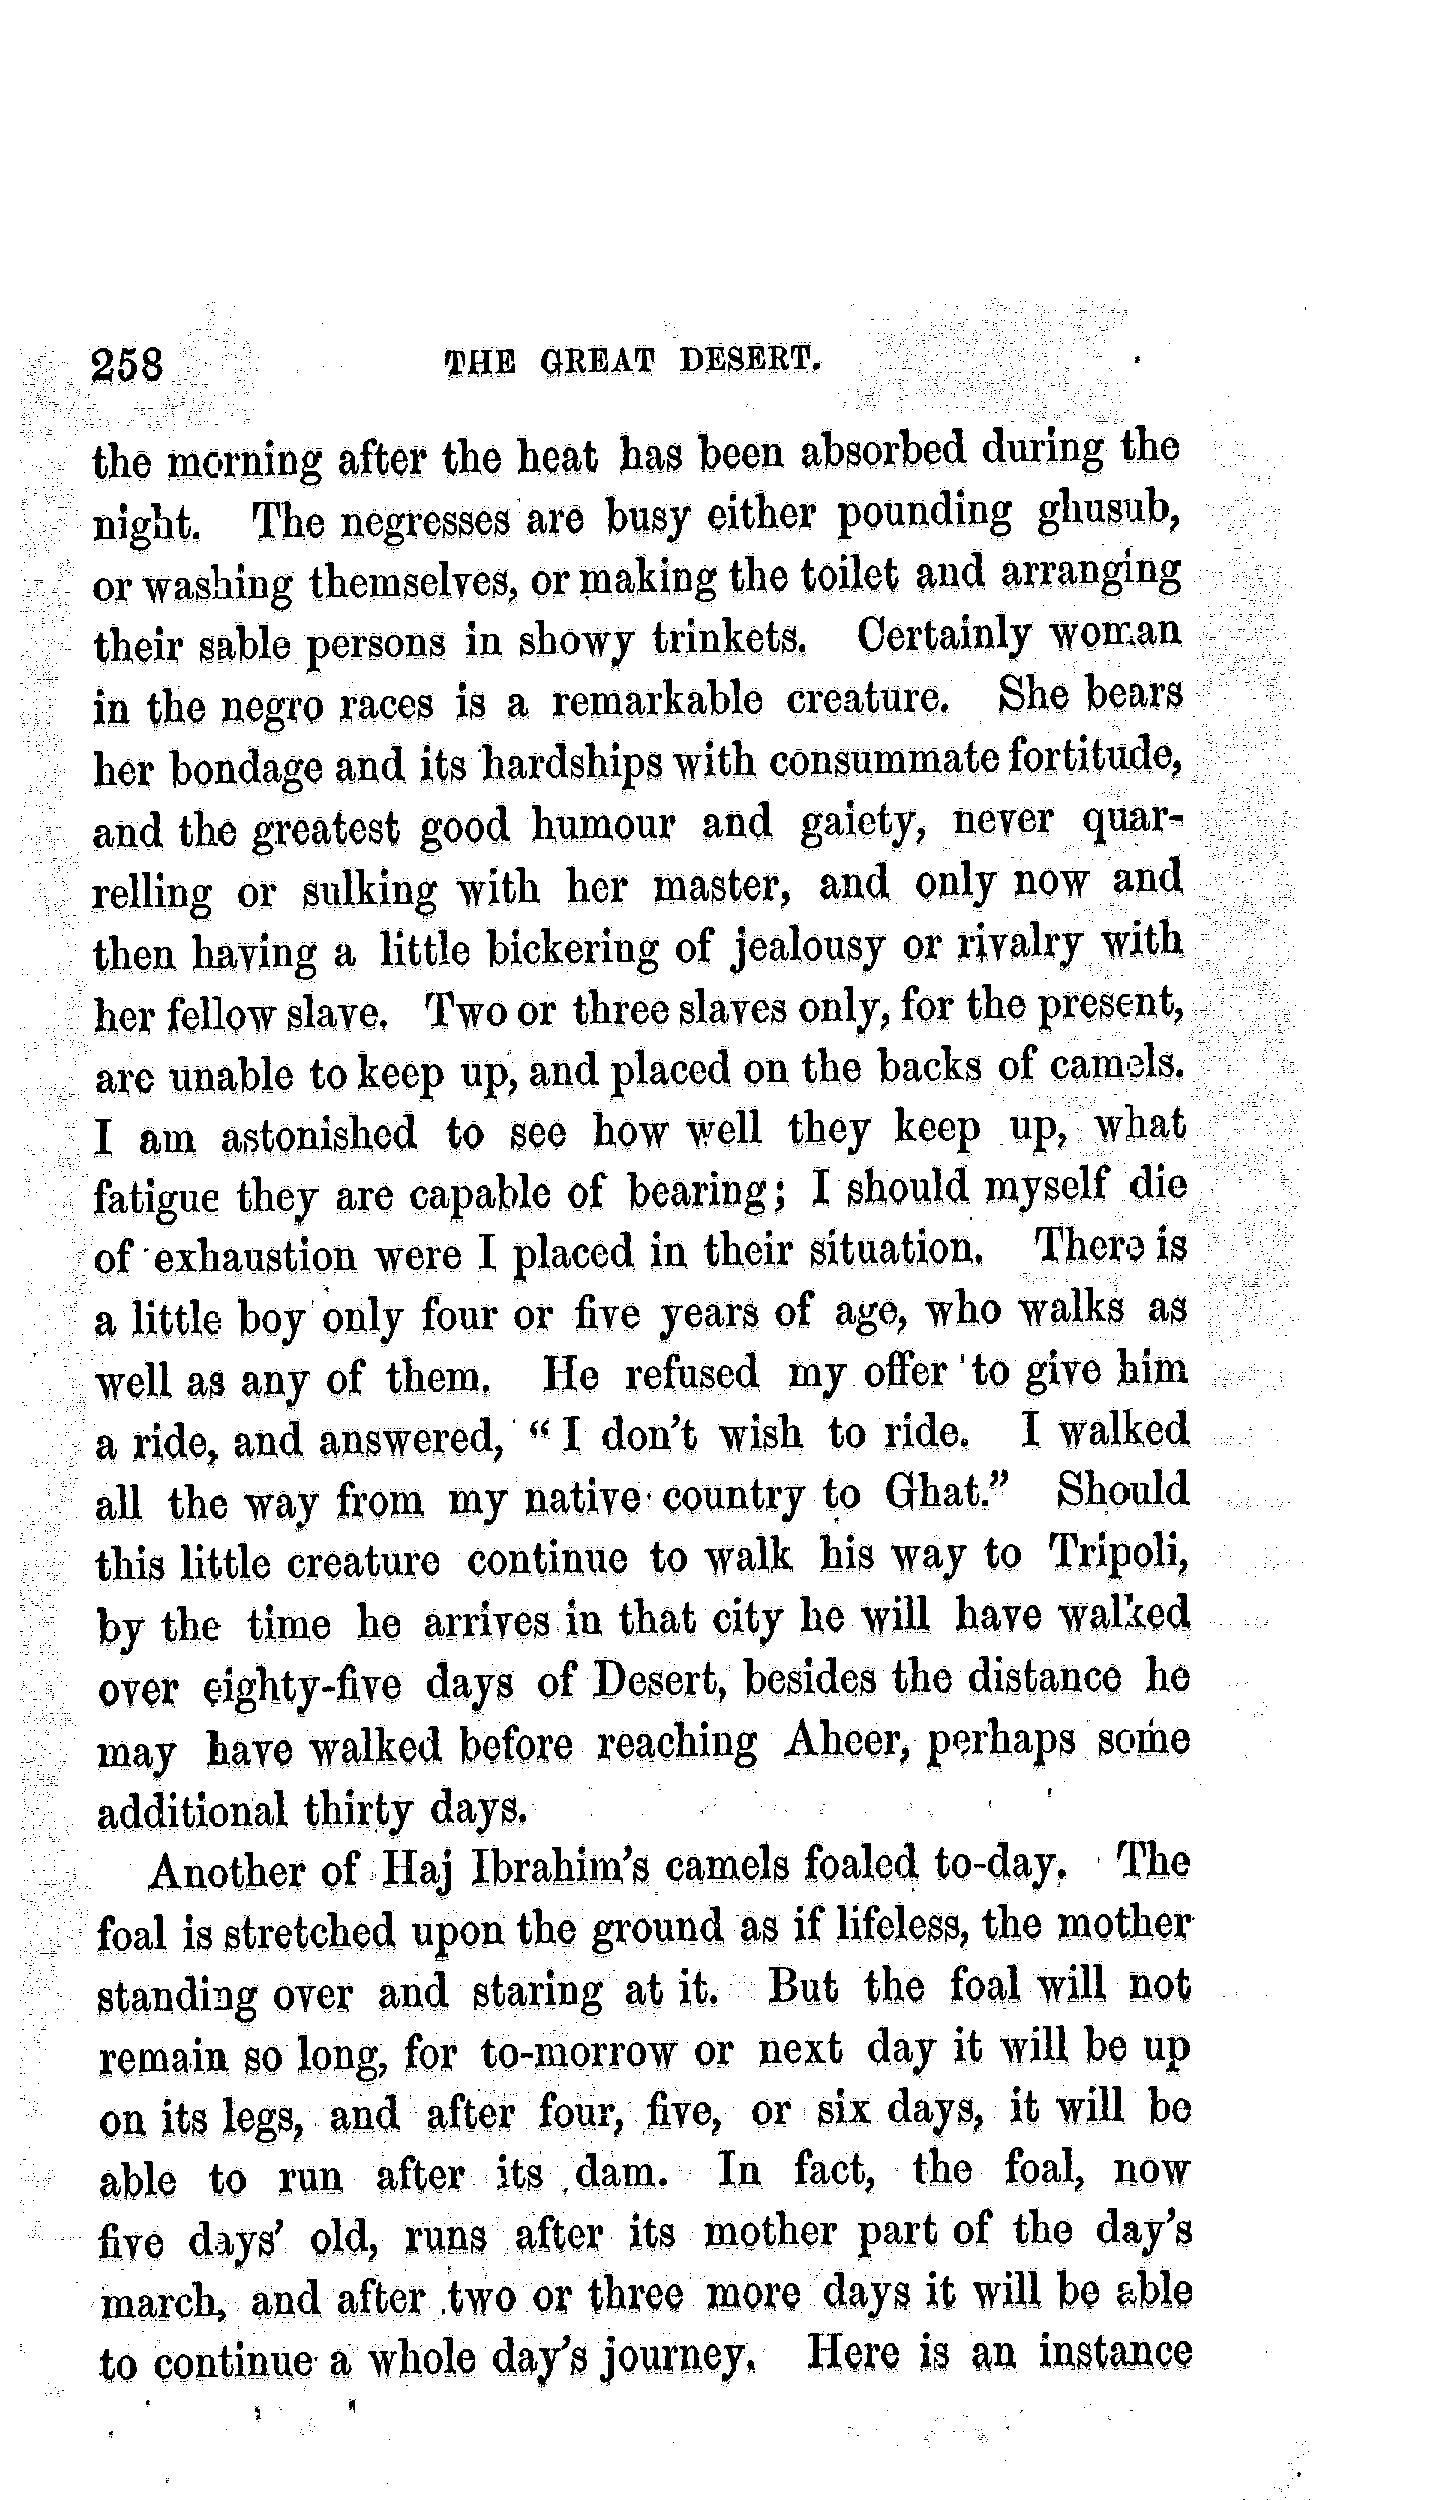 258 THE GREAT DESERT.
the morning after the heat has been absorbed during the
night. The negresses are busy either pounding ghusub,
or washing themselves, or making the toilet and arranging
their sable persons in showy trinkets. Certainly woman
in the negro races is a remarkable creature. She bears
her bondage and its hardships with consummate fortitude,
and the greatest good humour and gaiety, never quar-
relling or sulking with her master, and only now and
then having a little bickering of jealousy or rivalry with
her fellow slave. Two or three slaves only, for the present,
are unable to keep up, and placed on the backs of camels.
I am astonished to see how well they keep up, what
fatigue they are capable of bearing; I should myself die
of exhaustion were I placed in their situation. There is
a little boy only four or five years of age, who walks as
well as any of them. He refused my offer to give him
a ride, and answered, “I don't wish to ride. I walked
all the way from my native country to Ghat.” Should
this little creature continue to walk his way to Tripoli,
by the time he arrives in that city he will have walked
over eighty-five days of Desert, besides the distance he
may have walked before reaching Aheer, perhaps some
additional thirty days.
Another of Haj Ibrahim's camels foaled to-day. The
foal is stretched upon the ground as if lifeless, the mother
standing over and staring at it. But the foal will not
remain so long, for to-morrow or next day it will be up
on its legs, and after four, five, or six days, it will be
able to run after its dam. In fact, the foal, now
five days' old, runs after its mother part of the day's
march, and after two or three more days it will be able
to continue a whole day's journey. Here is an instance